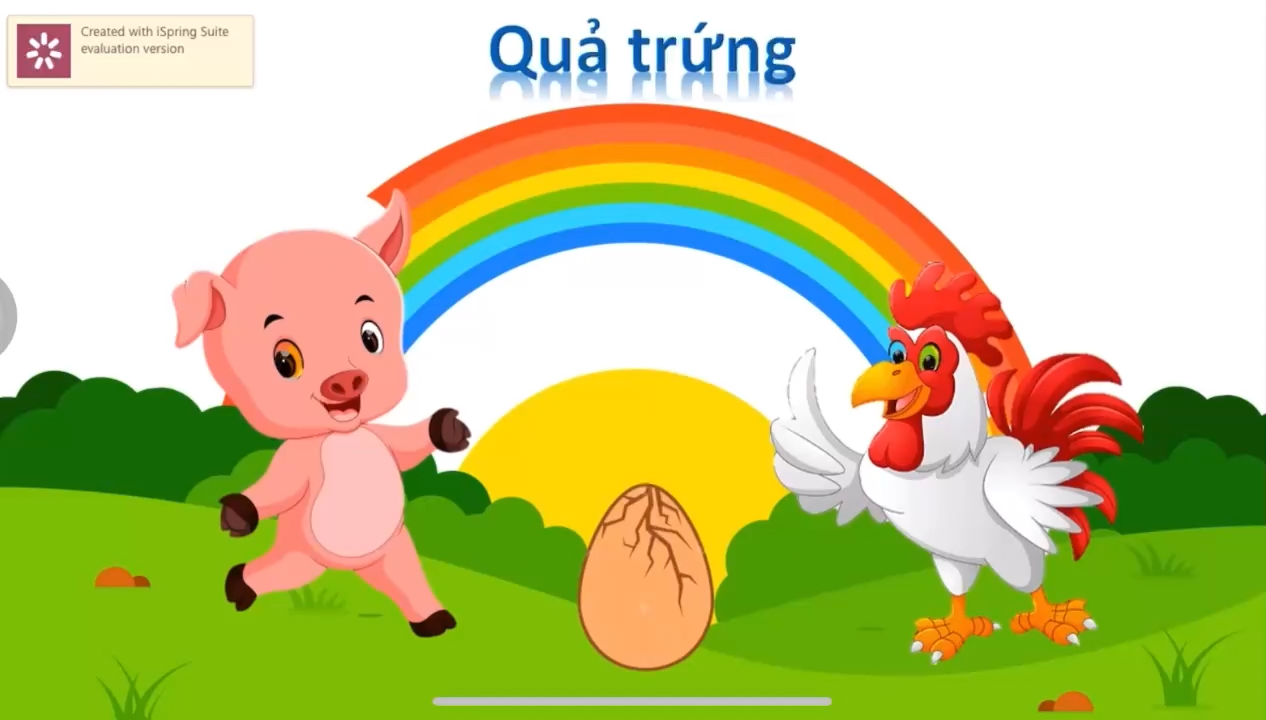 Created with iSpring Suite
evaluation version
Quả trứng